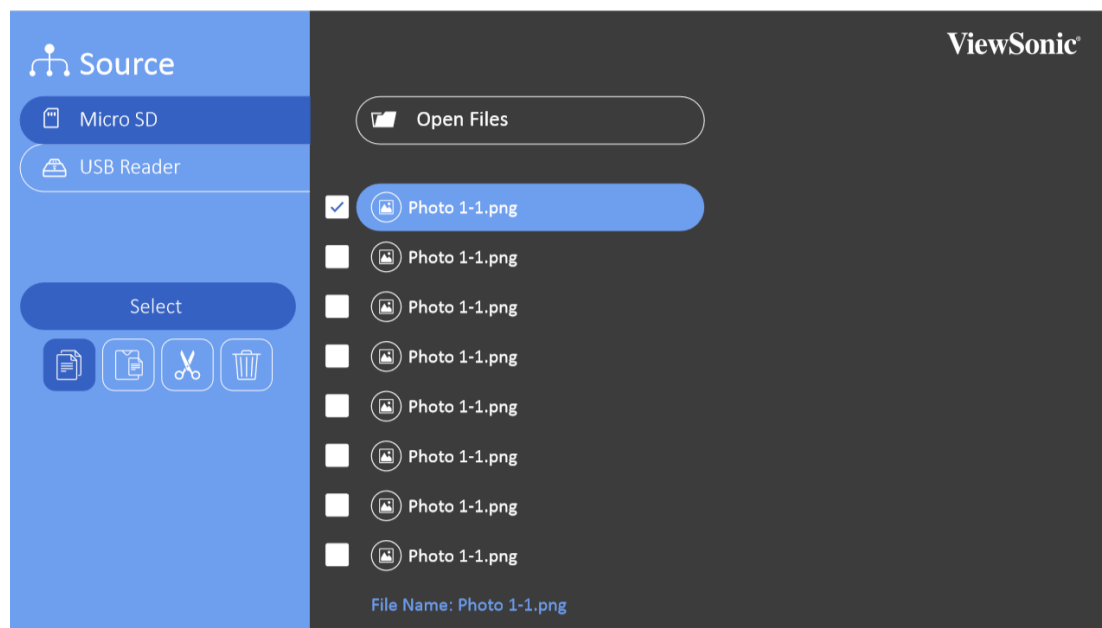 Source
Micro SD
USB Reader
Select
ViewSonic®
Open Files
Photo 1-1.png
Photo 1-1.png
Photo 1-1.png
Photo 1-1.png
Photo 1-1.png
Photo 1-1.png
Photo 1-1.png
Photo 1-1.png
File Name: Photo 1-1.png